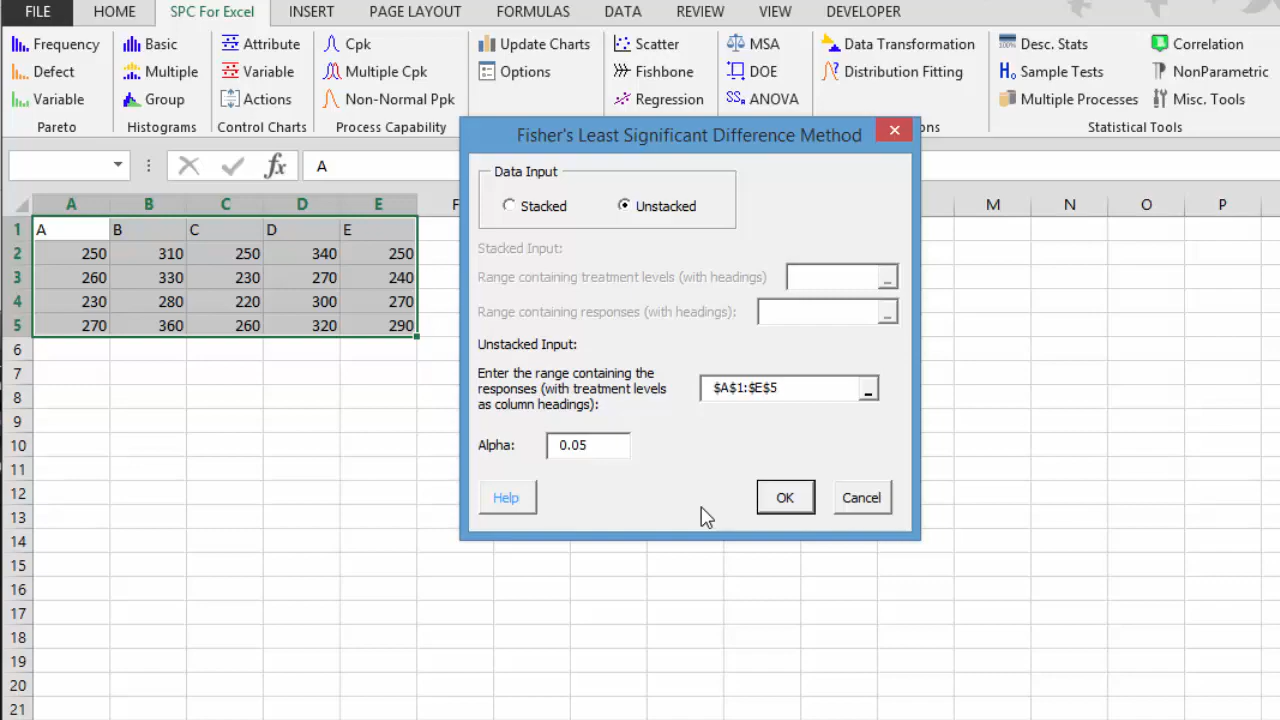 FILE HOME SPC For Excel INSERT PAGE LAYOUT FORMULAS DATA REVIEW VIEW DEVELOPER
Frequency Basic Attribute Cpk Update Charts Scatter MSA Data Transformation Desc. Stats Correlation
Defect Multiple Variable Multiple Cpk Options Fishbone DOE Distribution Fitting Sample Tests NonParametric
Variable Group Actions Non-Normal Ppk Regression ANOVA Multiple Processes Misc. Tools
Pareto Histograms Control Charts Process Capability Statistical Tools
Fisher's Least Significant Difference Method
fx A
Data Input
Stacked Unstacked
Stacked Input:
Range containing treatment levels (with headings)
Range containing responses (with headings):
Unstacked Input:
Enter the range containing the
responses (with treatment levels
as column headings):
$A$1:$E$5
Alpha: 0.05
Help OK Cancel
A B C D E F M N O P
1 A B C D E
2 250 310 250 340 250
3 260 330 230 270 240
4 230 280 220 300 270
5 270 360 260 320 290
6
7
8
9
10
11
12
13
14
15
16
17
18
19
20
21